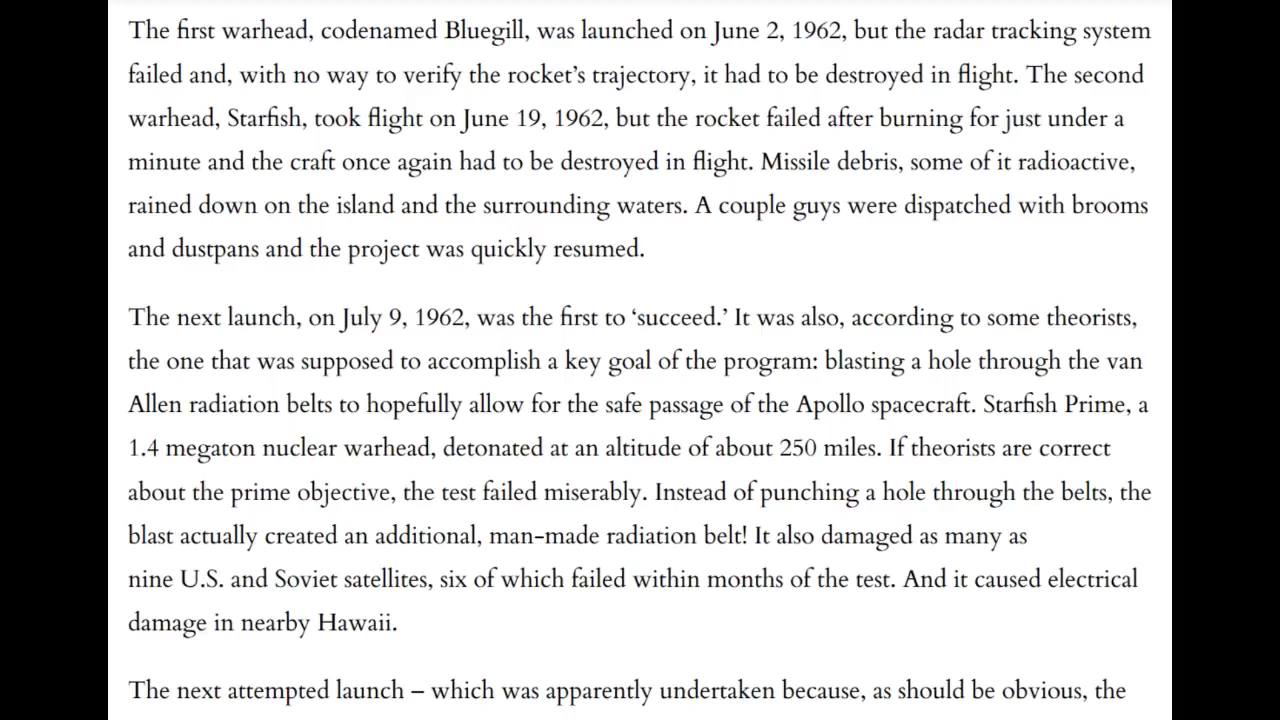 The first warhead, codenamed Bluegill, was launched on June 2, 1962, but the radar tracking system
failed and, with no way to verify the rocket’s trajectory, it had to be destroyed in flight. The second
warhead, Starfish, took flight on June 19, 1962, but the rocket failed after burning for just under a
minute and the craft once again had to be destroyed in flight. Missile debris, some of it radioactive,
rained down on the island and the surrounding waters. A couple guys were dispatched with brooms
and dustpans and the project was quickly resumed.
The next launch, on July 9, 1962, was the first to ‘succeed.’ It was also, according to some theorists,
the one that was supposed to accomplish a key goal of the program: blasting a hole through the van
Allen radiation belts to hopefully allow for the safe passage of the Apollo spacecraft. Starfish Prime, a
1.4 megaton nuclear warhead, detonated at an altitude of about 250 miles. If theorists are correct
about the prime objective, the test failed miserably. Instead of punching a hole through the belts, the
blast actually created an additional, man-made radiation belt! It also damaged as many as
nine U.S. and Soviet satellites, six of which failed within months of the test. And it caused electrical
damage in nearby Hawaii.
The next attempted launch – which was apparently undertaken because, as should be obvious, the